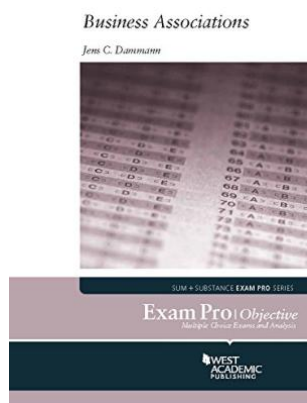 Business Associations
Jens C. Dammann
SUM + SUBSTANCE EXAM PRO SERIES
Exam Pro | Objective
Multiple Choice Exams and Analysis
WEST
ACADEMIC
PUBLISHING